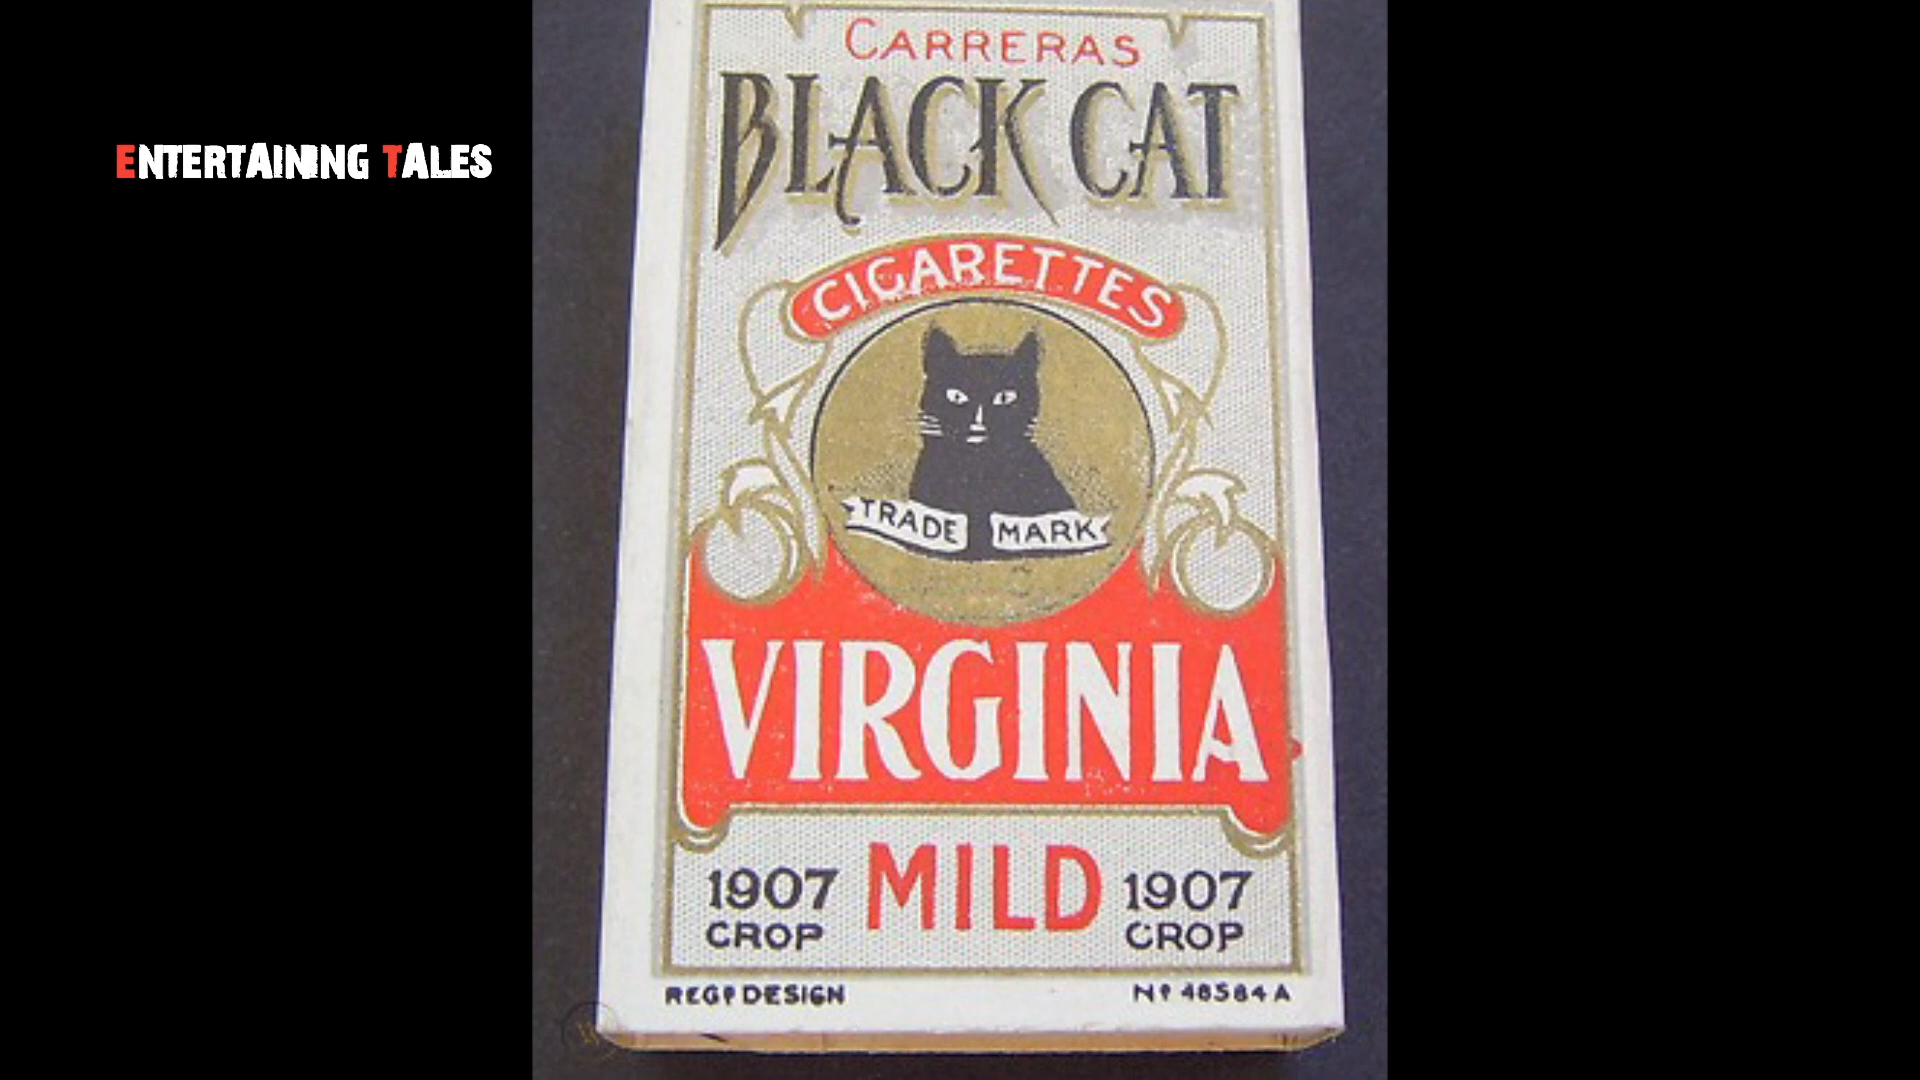 ENTERTAINING TALES
CARRERAS
BLACK CAT
CIGARETTES
TRADE MARK
VIRGINIA
1907 MILD 1907
CROP CROP
REGD DESIGN Nº 48584 A